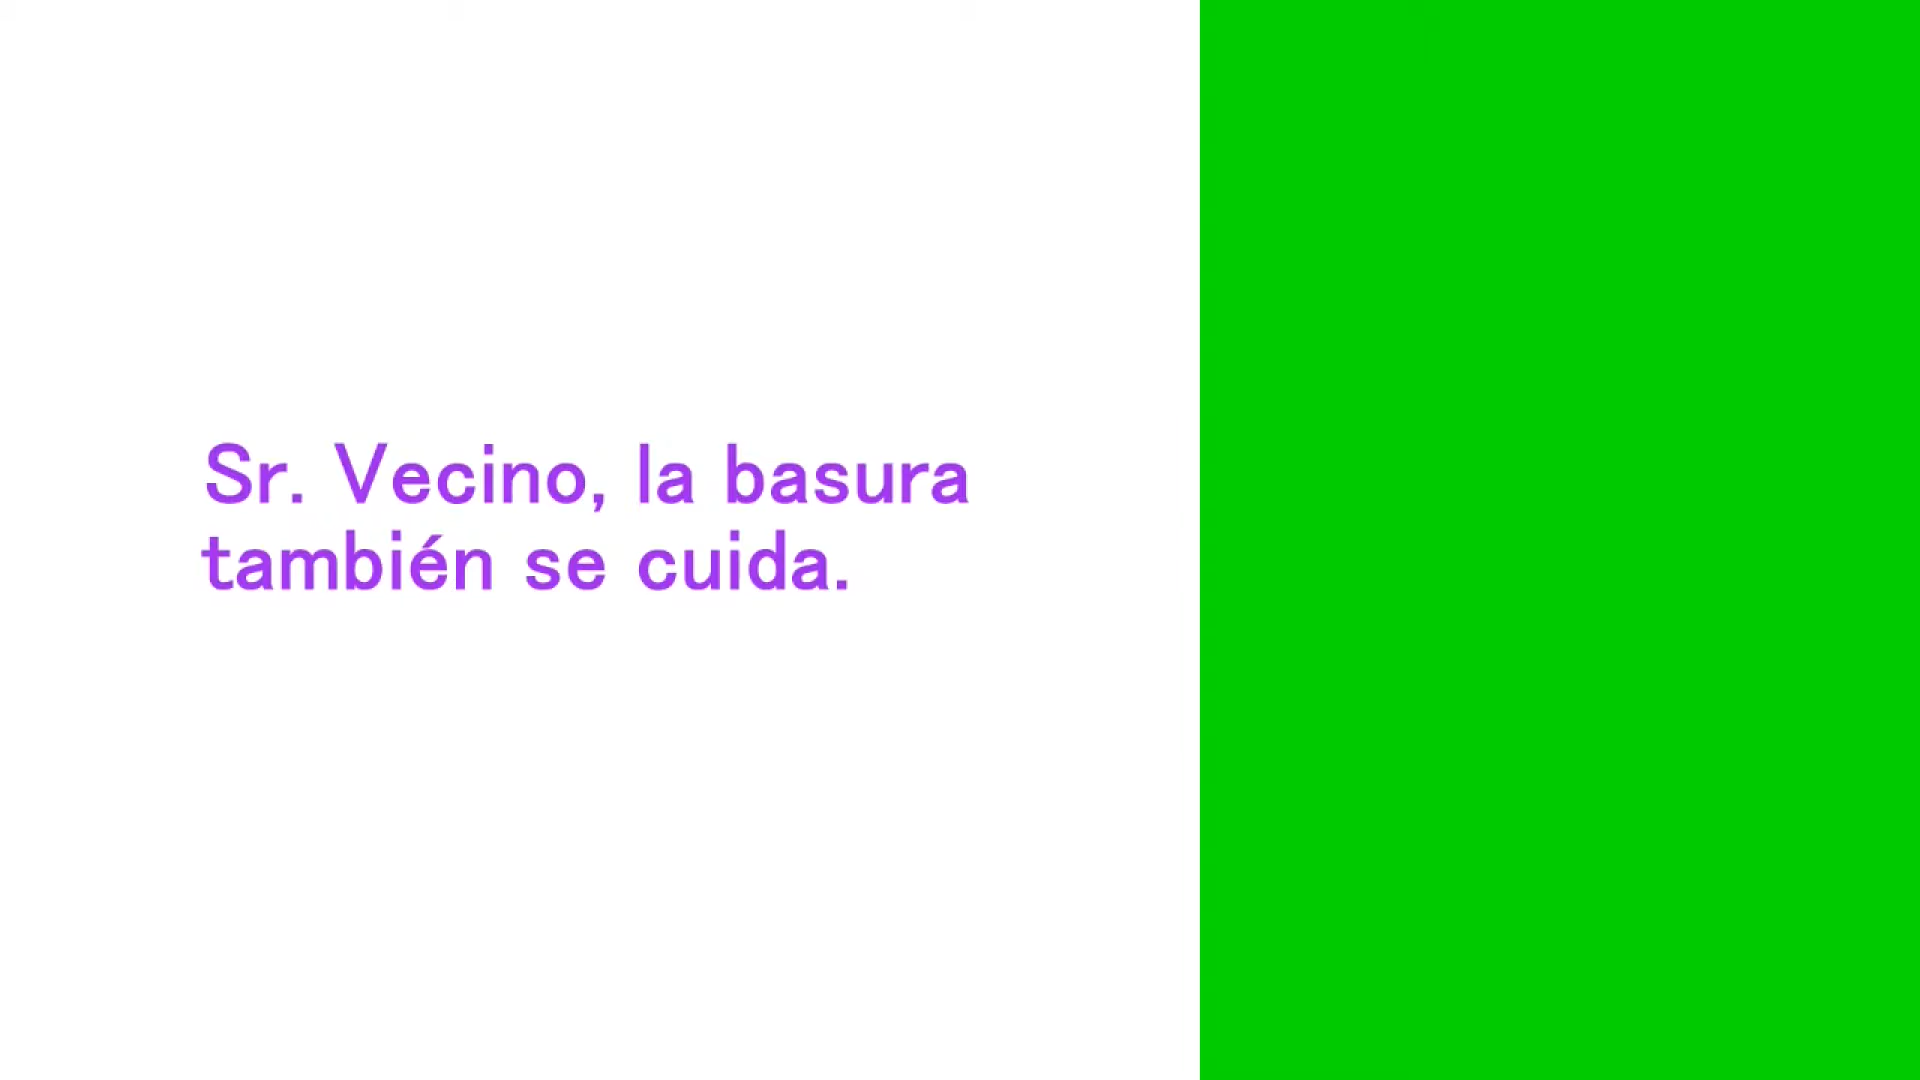 Sr. Vecino, la basura
también se cuida.